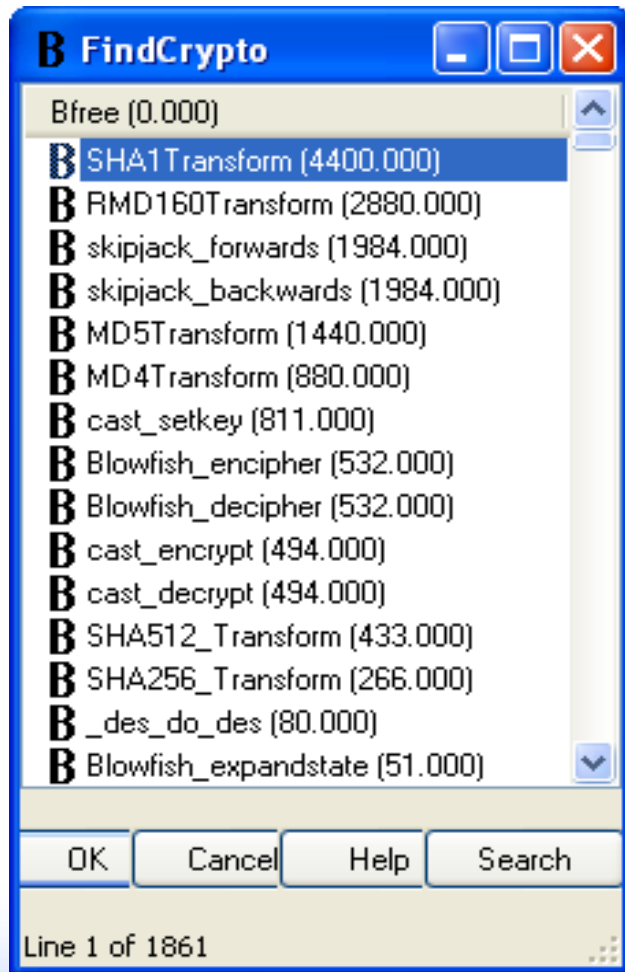 B FindCrypto
Bfree (0.000)
B SHA1Transform (4400.000)
B RMD160Transform (2880.000)
B skipjack_forwards (1984.000)
B skipjack_backwards (1984.000)
B MD5Transform (1440.000)
B MD4Transform (880.000)
B cast_setkey (811.000)
B Blowfish_encipher (532.000)
B Blowfish_decipher (532.000)
B cast_encrypt (494.000)
B cast_decrypt (494.000)
B SHA512_Transform (433.000)
B SHA256_Transform (266.000)
B _des_do_des (80.000)
B Blowfish_expandstate (51.000)
OK Cancel Help Search
Line 1 of 1861